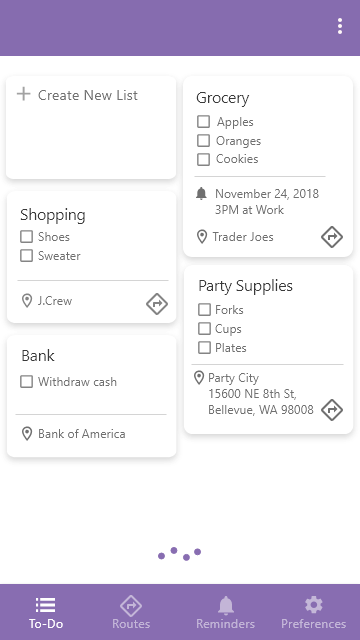 Create New List
Shopping
Shoes
Sweater
J.Crew
Bank
Withdraw cash
Bank of America
Grocery
Apples
Oranges
Cookies
November 24, 2018
3PM at Work
Trader Joes
Party Supplies
Forks
Cups
Plates
Party City
15600 NE 8th St,
Bellevue, WA 98008
To-Do
Routes
Reminders
Preferences